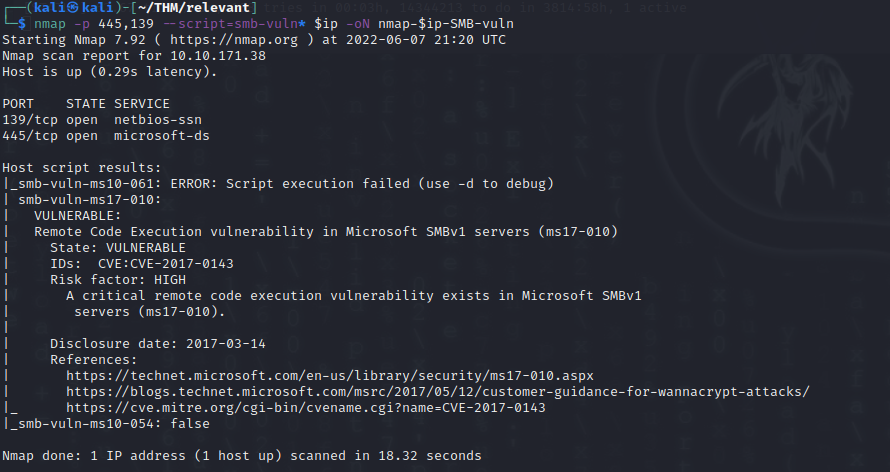 ┌──(kali㉿kali)-[~/THM/relevant]
└─$ nmap -p 445,139 --script=smb-vuln* $ip -oN nmap-$ip-SMB-vuln
Starting Nmap 7.92 ( https://nmap.org ) at 2022-06-07 21:20 UTC
Nmap scan report for 10.10.171.38
Host is up (0.29s latency).

PORT    STATE SERVICE
139/tcp open  netbios-ssn
445/tcp open  microsoft-ds

Host script results:
|_smb-vuln-ms10-061: ERROR: Script execution failed (use -d to debug)
| smb-vuln-ms17-010:
|   VULNERABLE:
|   Remote Code Execution vulnerability in Microsoft SMBv1 servers (ms17-010)
|     State: VULNERABLE
|     IDs:  CVE:CVE-2017-0143
|     Risk factor: HIGH
|       A critical remote code execution vulnerability exists in Microsoft SMBv1
|        servers (ms17-010).
|
|     Disclosure date: 2017-03-14
|     References:
|       https://technet.microsoft.com/en-us/library/security/ms17-010.aspx
|       https://blogs.technet.microsoft.com/msrc/2017/05/12/customer-guidance-for-wannacrypt-attacks/
|_      https://cve.mitre.org/cgi-bin/cvename.cgi?name=CVE-2017-0143
|_smb-vuln-ms10-054: false

Nmap done: 1 IP address (1 host up) scanned in 18.32 seconds